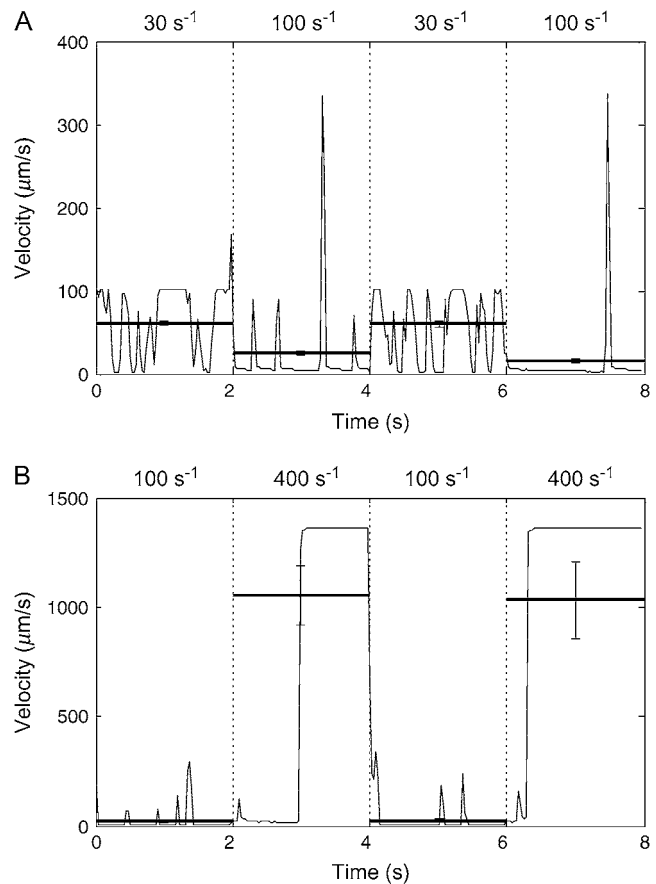 A
30 s⁻¹ 100 s⁻¹ 30 s⁻¹ 100 s⁻¹
400
300
200
100
0
Velocity (μm/s)
0 2 4 6 8
Time (s)
B
100 s⁻¹ 400 s⁻¹ 100 s⁻¹ 400 s⁻¹
1500
1000
500
0
Velocity (μm/s)
0 2 4 6 8
Time (s)